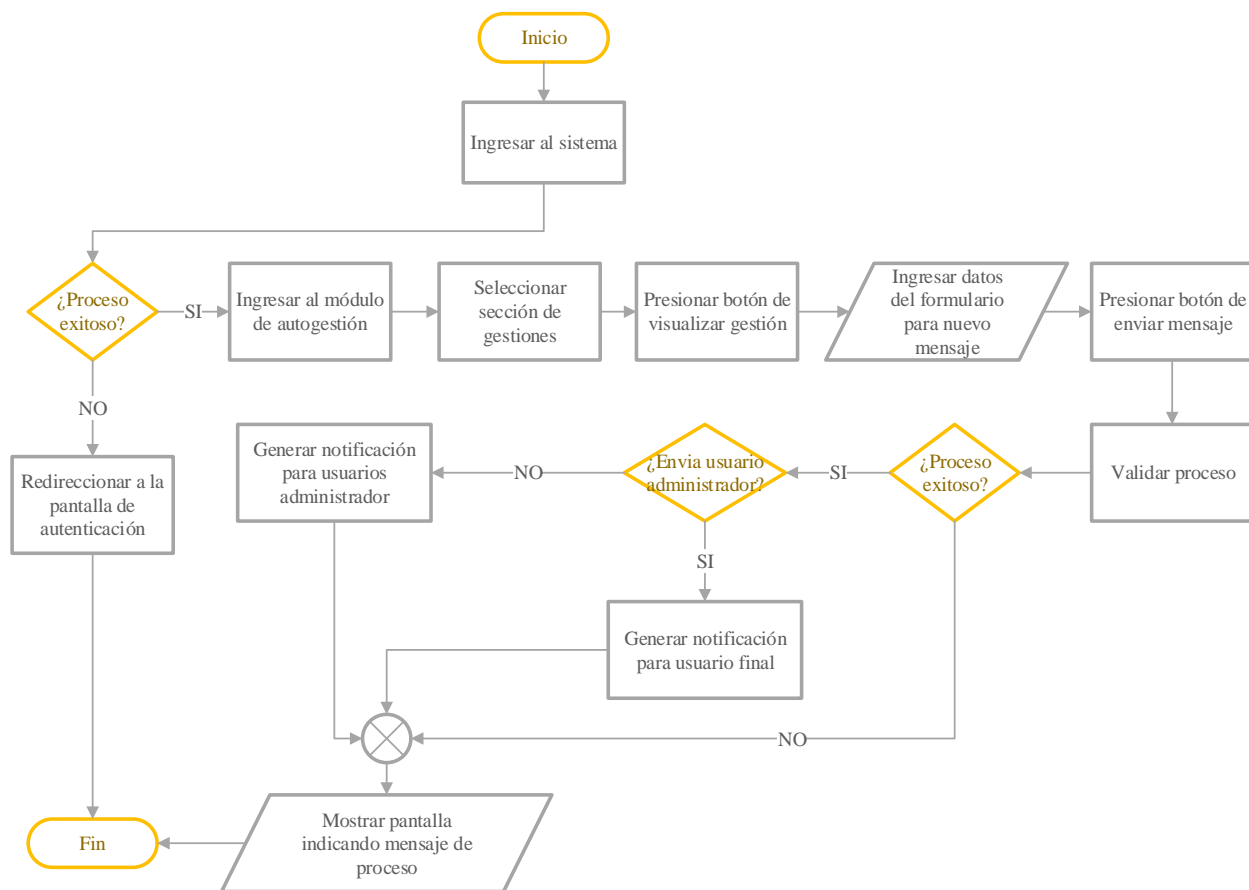 Inicio
Ingresar al sistema
¿Proceso
exitoso?
SI
Ingresar al módulo
de autogestión
Seleccionar
sección de
gestiones
Presionar botón de
visualizar gestión
Ingresar datos
del formulario
para nuevo
mensaje
Presionar botón de
enviar mensaje
NO
Redireccionar a la
pantalla de
autenticación
Generar notificación
para usuarios
administrador
NO
¿Envia usuario
administrador?
SI
¿Proceso
exitoso?
Validar proceso
SI
Generar notificación
para usuario final
NO
Mostrar pantalla
indicando mensaje de
proceso
Fin